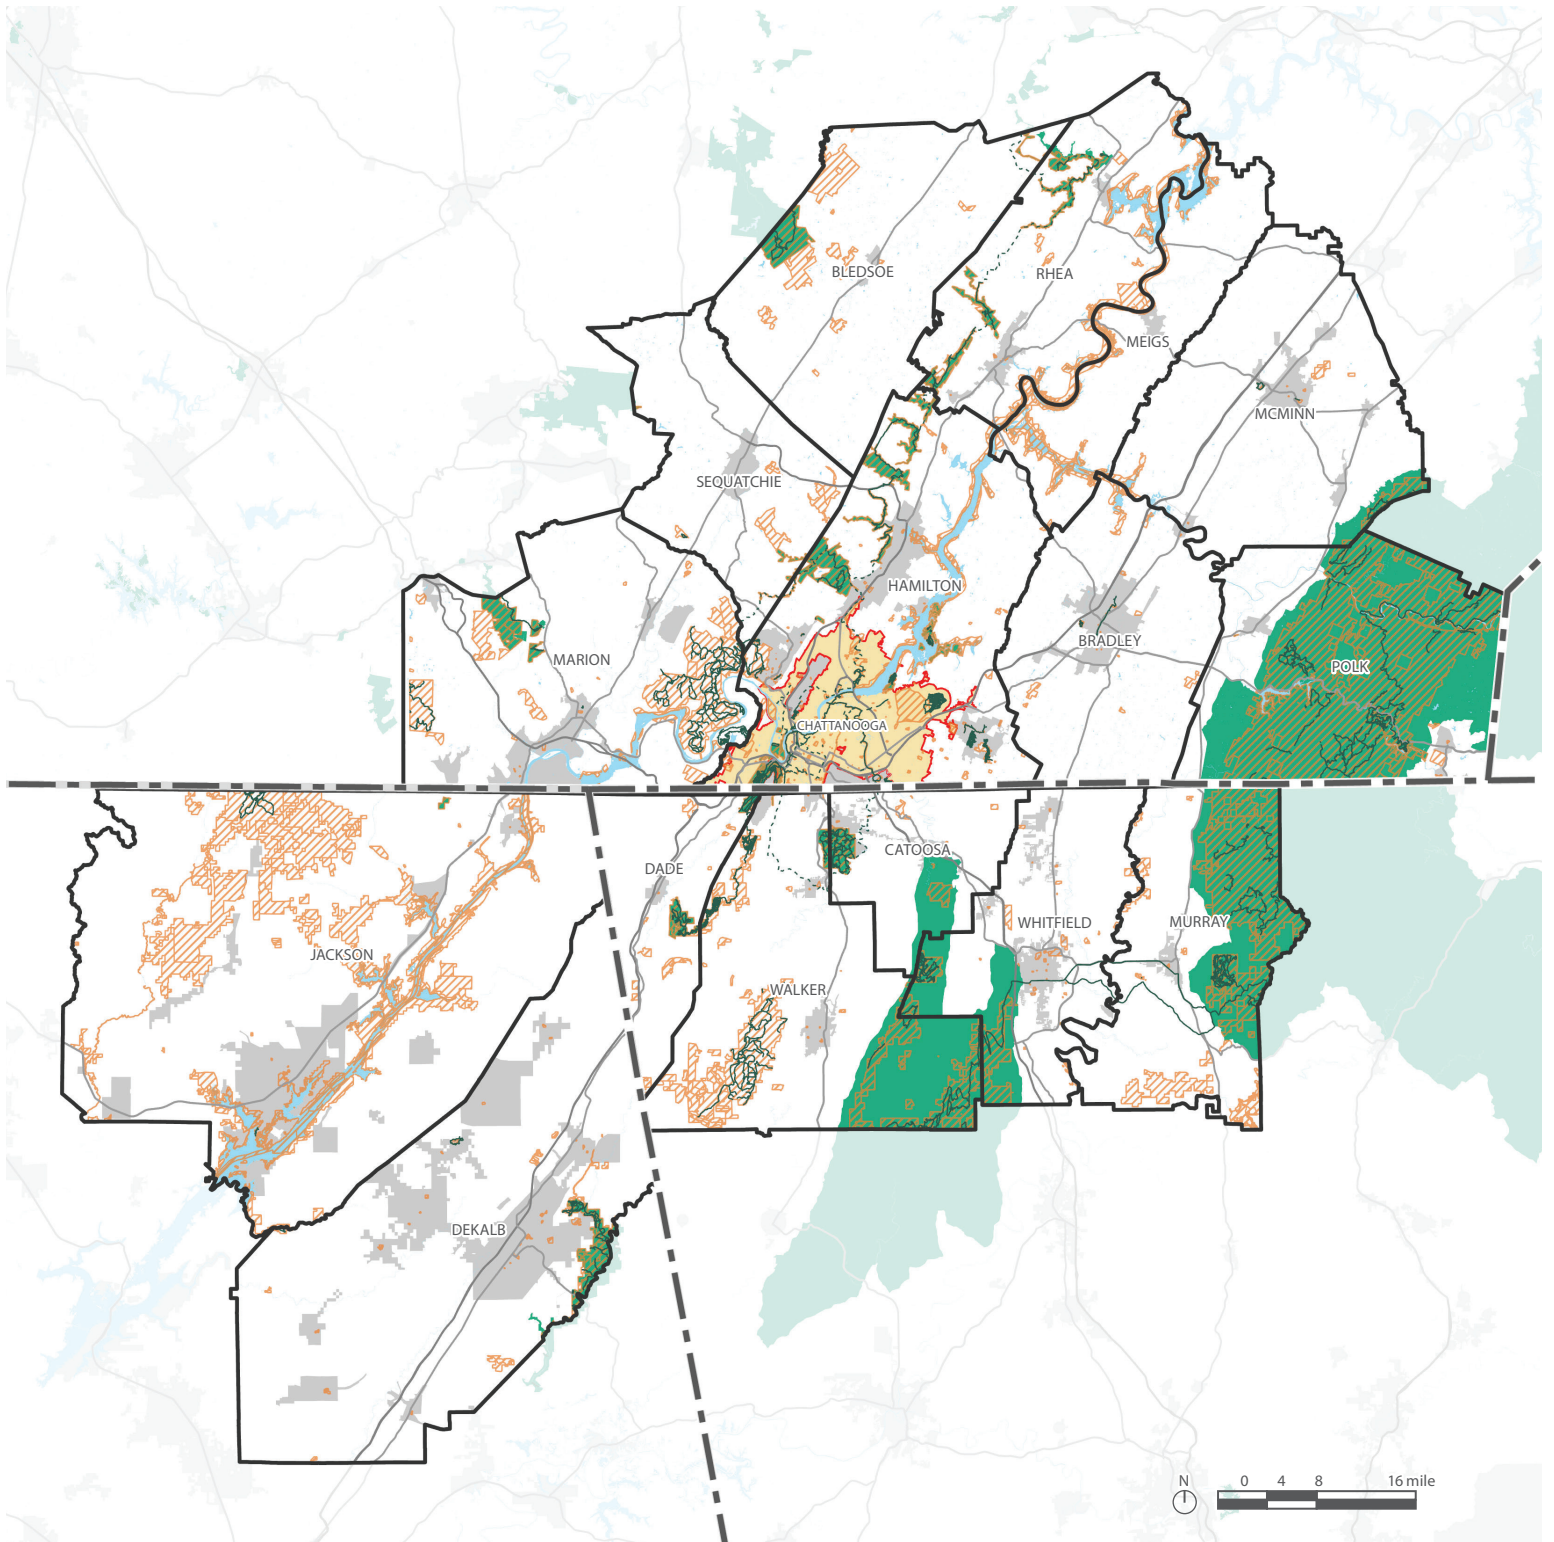 BLEDSOE
RHEA
MEIGS
MCMINN
SEQUATCHIE
HAMILTON
BRADLEY
MARION
POLK
CHATTANOOGA
CATOOSA
DADE
WHITFIELD
MURRAY
JACKSON
WALKER
DEKALB
N 0 4 8 16 mile